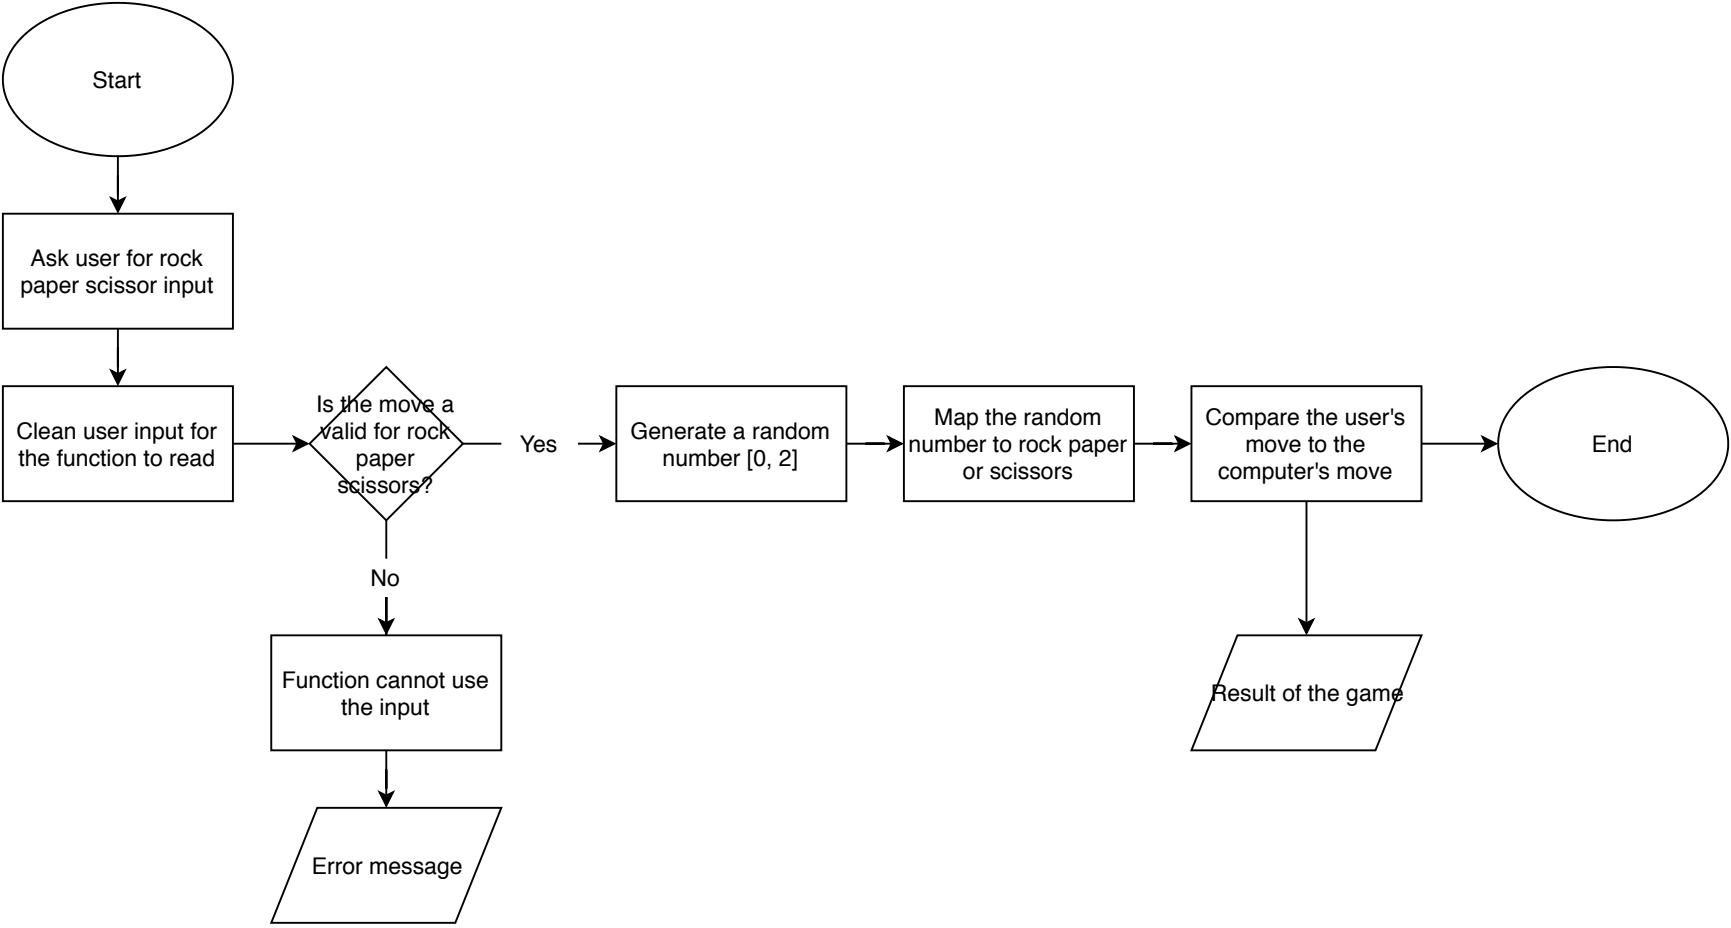 Start
Ask user for rock
paper scissor input
Clean user input for
the function to read
Is the move a
valid for rock
paper
scissors?
Yes
Generate a random
number [0, 2]
Map the random
number to rock paper
or scissors
Compare the user's
move to the
computer's move
End
No
Function cannot use
the input
Result of the game
Error message